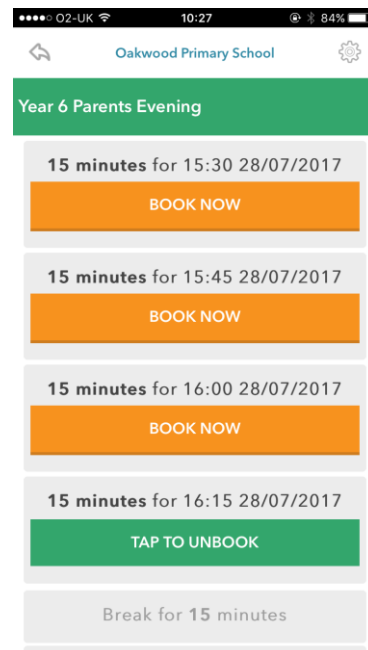 O2-UK 10:27 84%
Oakwood Primary School
Year 6 Parents Evening
15 minutes for 15:30 28/07/2017
BOOK NOW
15 minutes for 15:45 28/07/2017
BOOK NOW
15 minutes for 16:00 28/07/2017
BOOK NOW
15 minutes for 16:15 28/07/2017
TAP TO UNBOOK
Break for 15 minutes